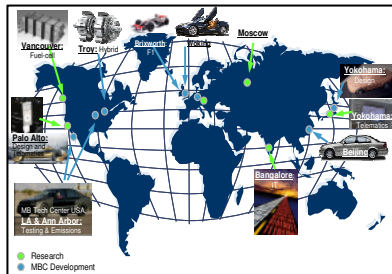 Vancouver:
Fuel-cell
Troy: Hybrid
Brixworth:
F1
Woking:
Moscow
Yokohama:
Design
Yokohama:
Telematics
Palo Alto:
Design and
Beijing
Bangalore:
IT
MB Tech Center USA
LA & Ann Arbor:
Testing & Emissions
Research
MBC Development